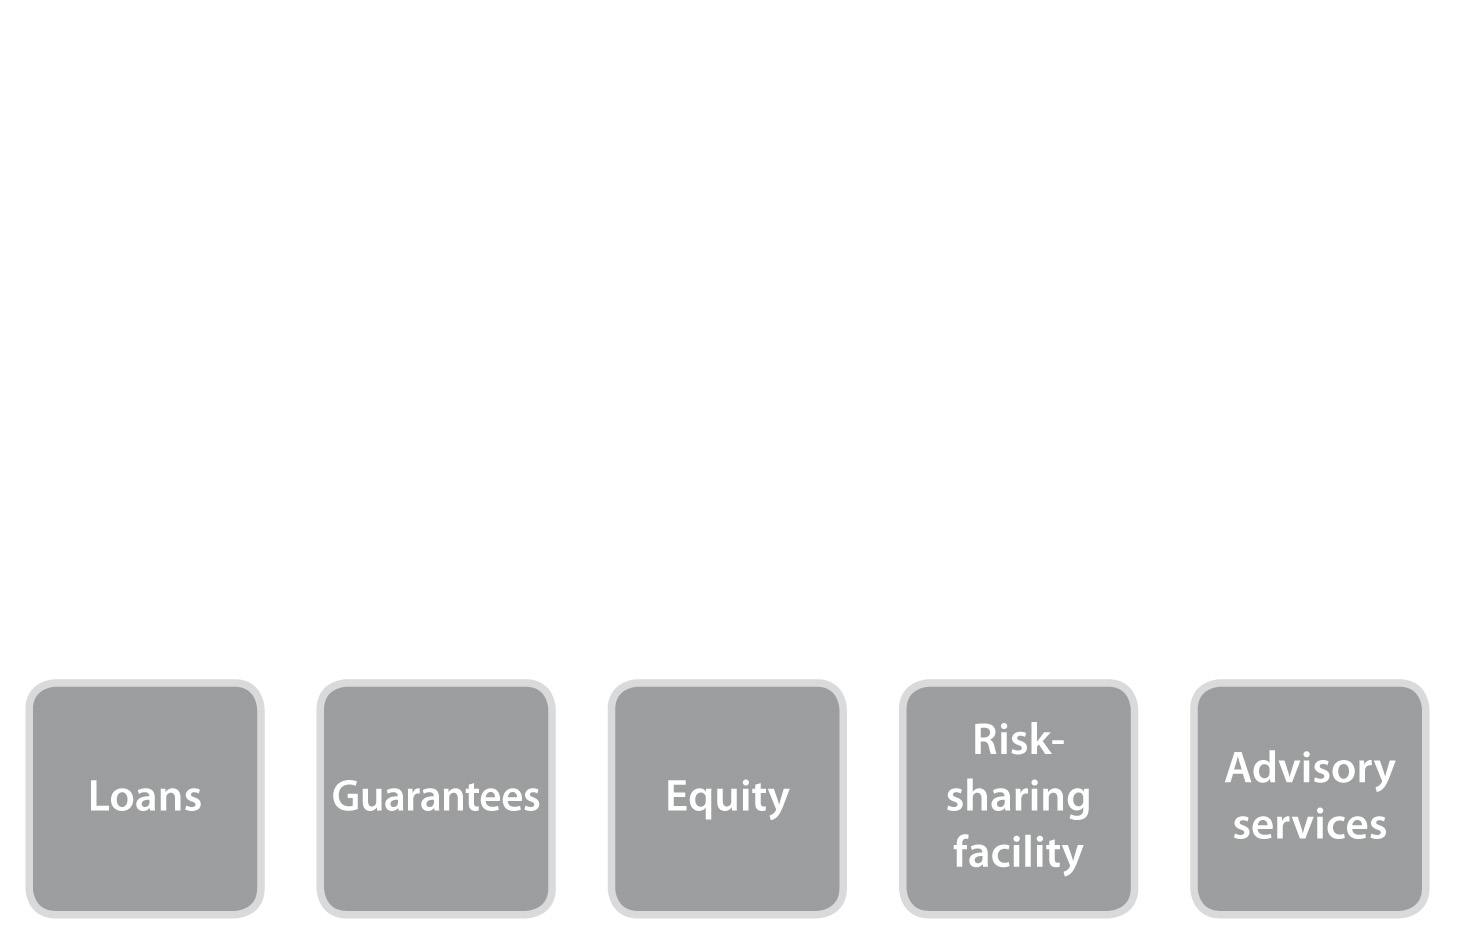 Loans
Guarantees
Equity
Risk-
sharing
facility
Advisory
services